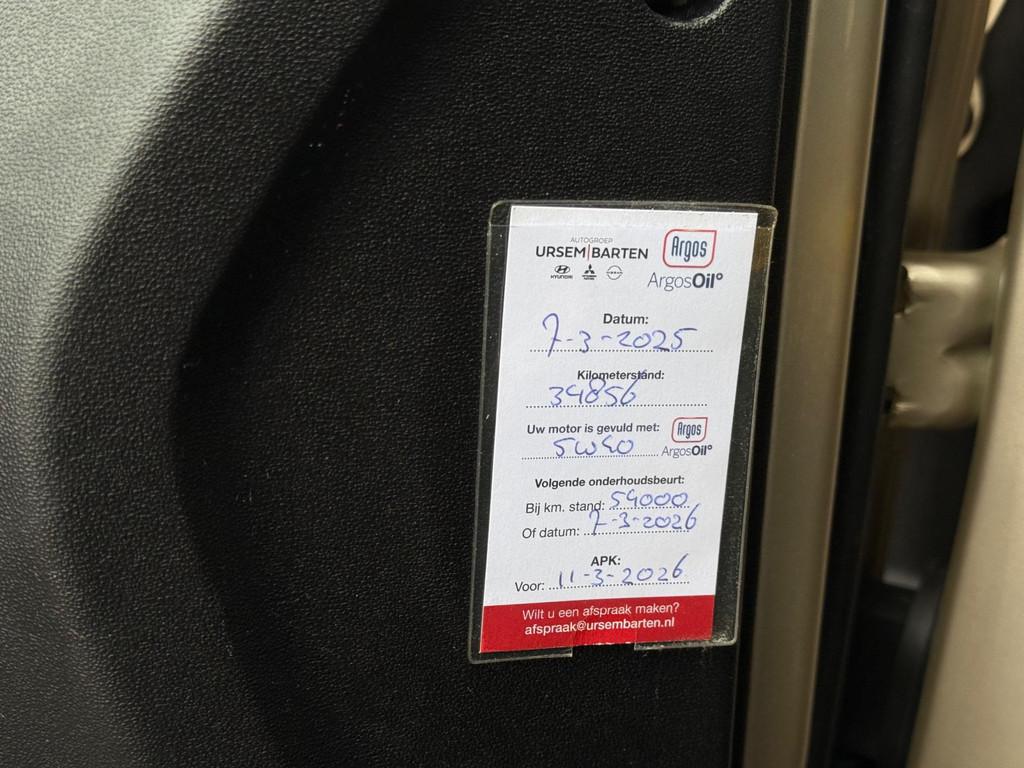 AUTOGROEP
URSEM|BARTEN
HYUNDAI
Argos
ArgosOil°
Datum:
7-3-2025
Kilometerstand:
34856
Uw motor is gevuld met:
5W40
Argos
ArgosOil°
Volgende onderhoudsbeurt:
Bij km. stand: 54000
Of datum: 7-3-2026
APK:
Voor: 11-3-2026
Wilt u een afspraak maken?
afspraak@ursembarten.nl